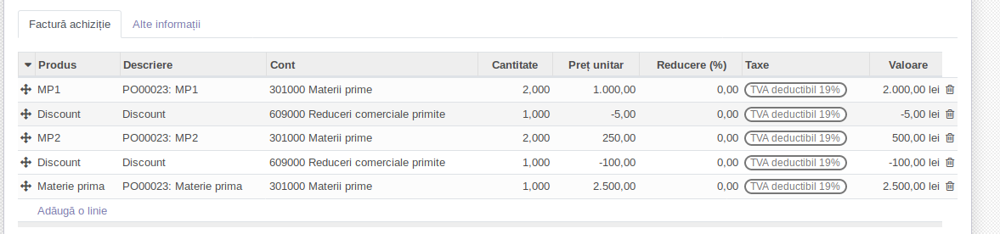 Factură achiziție Alte informații
Produs Descriere Cont Cantitate Preț unitar Reducere (%) Taxe Valoare
MP1 PO00023: MP1 301000 Materii prime 2,000 1.000,00 0,00 TVA deductibil 19% 2.000,00 lei
Discount Discount 609000 Reduceri comerciale primite 1,000 -5,00 0,00 TVA deductibil 19% -5,00 lei
MP2 PO00023: MP2 301000 Materii prime 2,000 250,00 0,00 TVA deductibil 19% 500,00 lei
Discount Discount 609000 Reduceri comerciale primite 1,000 -100,00 0,00 TVA deductibil 19% -100,00 lei
Materie prima PO00023: Materie prima 301000 Materii prime 1,000 2.500,00 0,00 TVA deductibil 19% 2.500,00 lei
Adăugă o linie